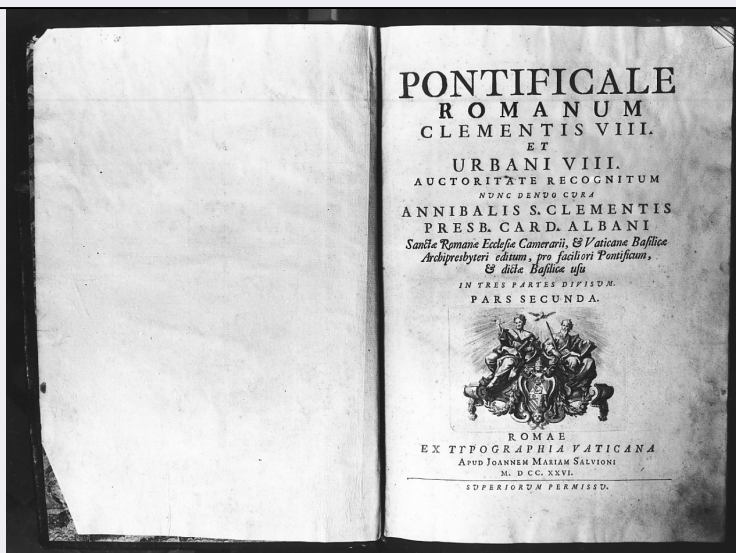 PONTIFICALE
ROMANUM
CLEMENTIS VIII.
ET
URBANI VIII.
AUCTORITATE RECOGNITUM
NUNC DENUO CURA
ANNIBALIS S. CLEMENTIS
PRESB. CARD. ALBANI
Sanctæ Romanæ Ecclesiæ Camerarii, & Vaticanæ Basilicæ
Archipresbyteri editum, pro faciliori Pontificum,
& dictæ Basilicæ usu
IN TRES PARTES DIVISUM.
PARS SECUNDA.
ROMAE
EX TYPOGRAPHIA VATICANA
APUD JOANNEM MARIAM SALVIONI
M. D CC. XXVI.
SUPERIORUM PERMISSU.